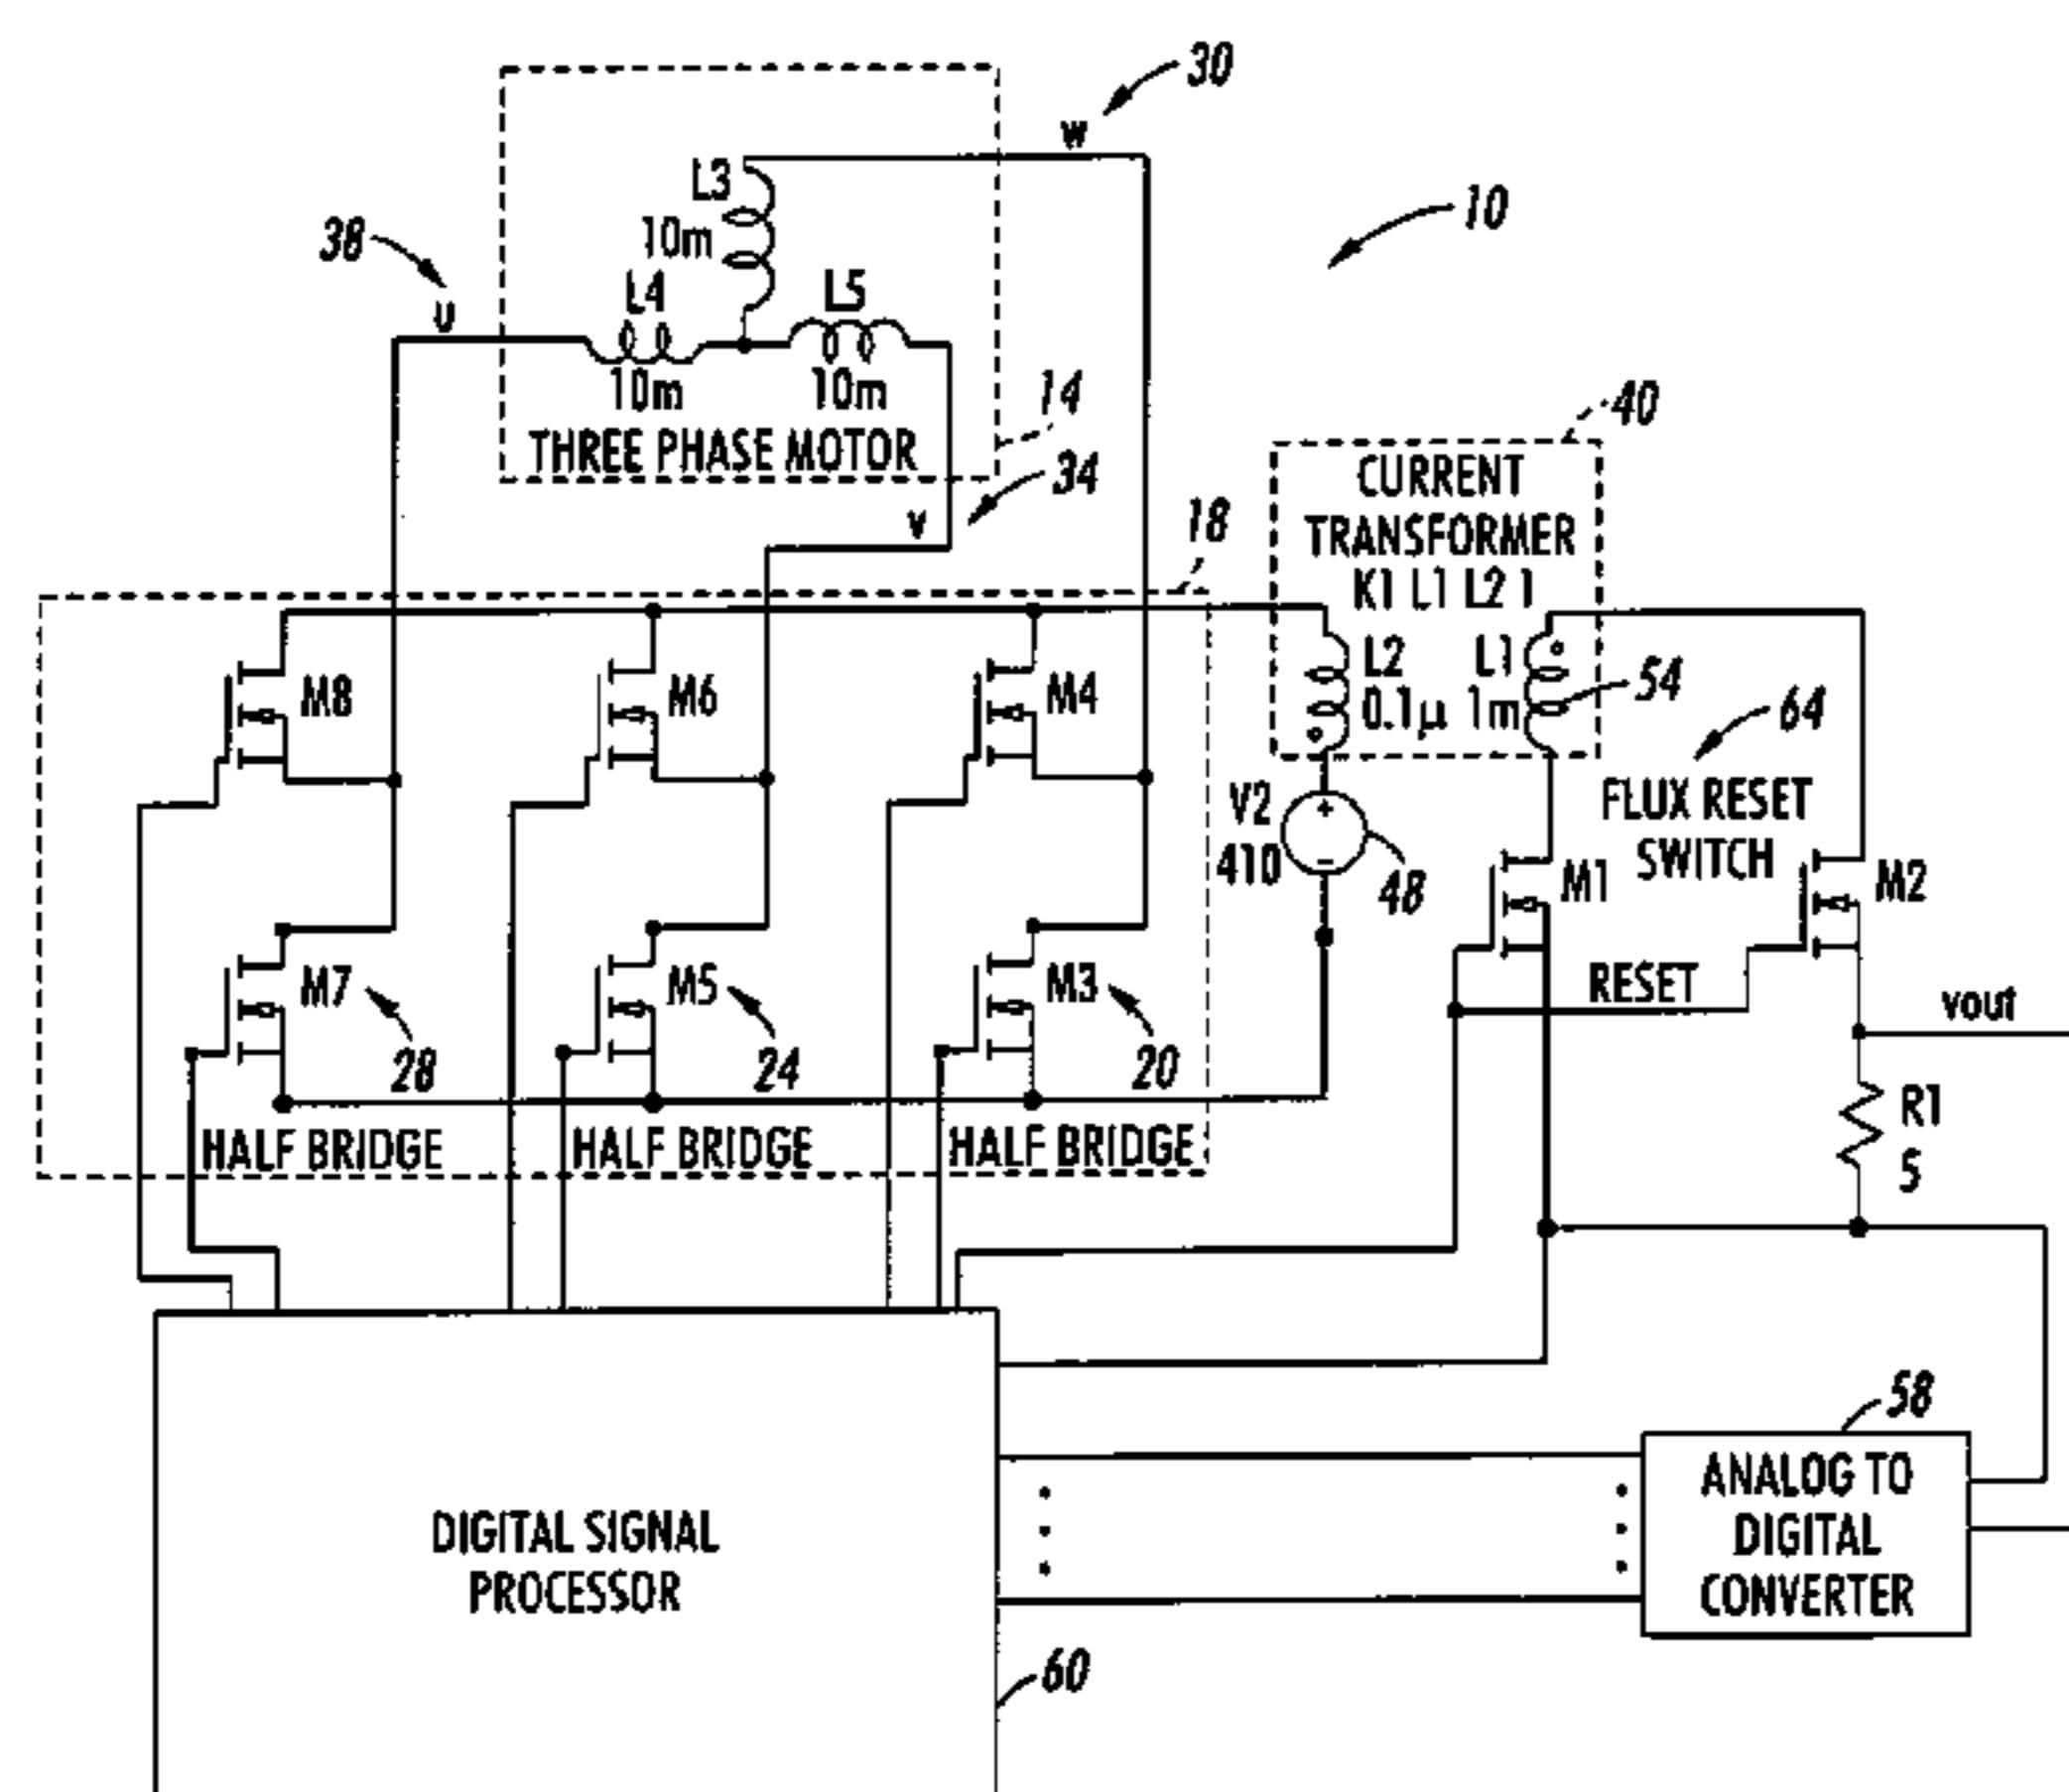 30
w
L3
10m
10
38
U
L4
L5
10m
10m
THREE PHASE MOTOR
14
34
v
18
40
CURRENT
TRANSFORMER
K1 L1 L2 1
L2
L1
0.1μ
1m
54
64
FLUX RESET
SWITCH
M8
M6
M4
V2
410
+
-
48
M1
M2
RESET
vout
M7
28
M5
24
M3
20
R1
5
HALF BRIDGE
HALF BRIDGE
HALF BRIDGE
58
ANALOG TO
DIGITAL
CONVERTER
DIGITAL SIGNAL
PROCESSOR
60